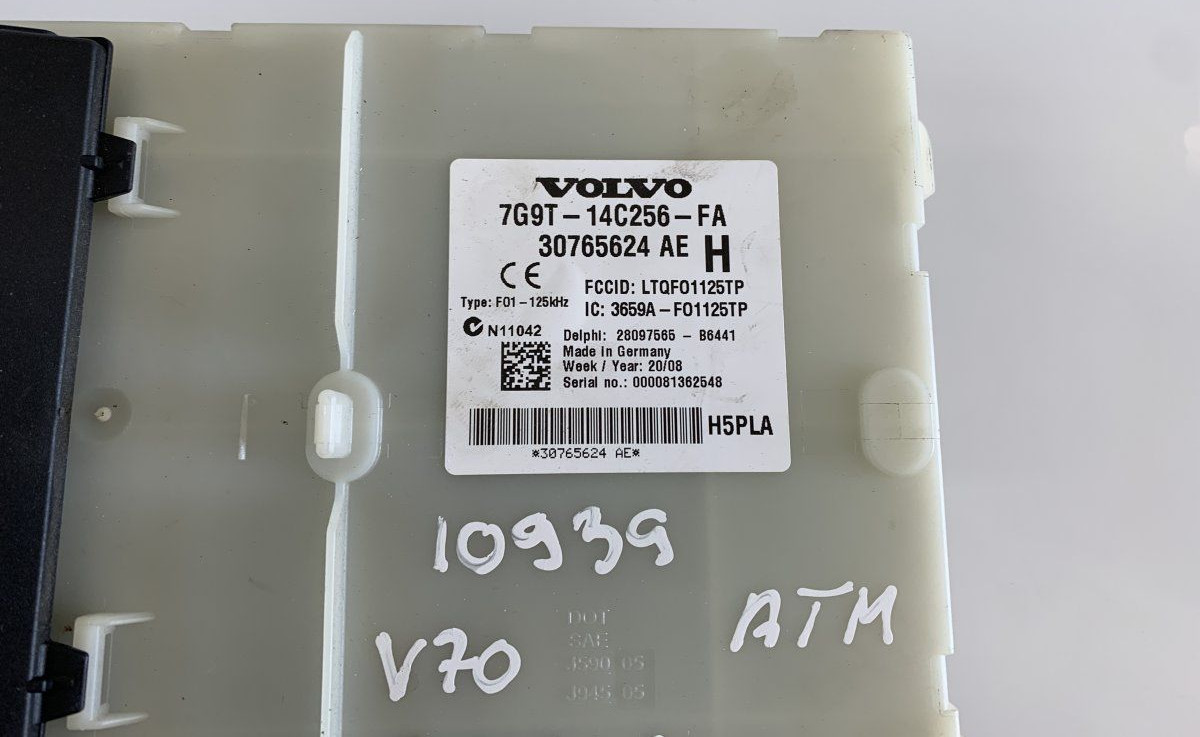 VOLVO
7G9T-14C256-FA
30765624 AE H
CE
FCCID: LTQFO1125TP
Type: FO1-125kHz
IC: 3659A-FO1125TP
N11042
Delphi: 28097565 - B6441
Made in Germany
Week / Year: 20/08
Serial no.: 000081362548
H5PLA
*30765624 AE*
10939
ATM
V70
DOT
SAE
J590 05
J945 05